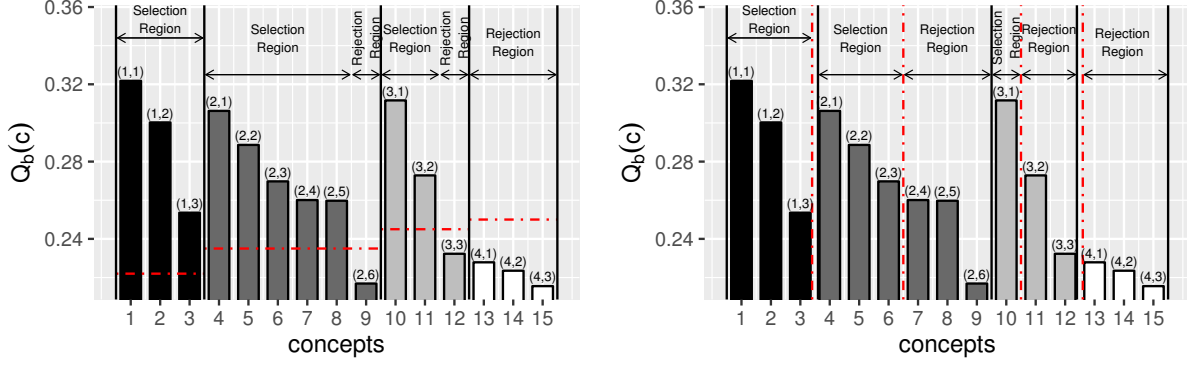 0.36
0.32
0.28
0.24
Q_b(c)
Selection
Region
Selection
Region
Rejection
Region
Selection
Region
Rejection
Region
Rejection
Region
(1,1)
(1,2)
(1,3)
(2,1)
(2,2)
(2,3)
(2,4)
(2,5)
(2,6)
(3,1)
(3,2)
(3,3)
(4,1)
(4,2)
(4,3)
1 2 3 4 5 6 7 8 9 10 11 12 13 14 15
concepts
0.36
0.32
0.28
0.24
Q_b(c)
Selection
Region
Selection
Region
Rejection
Region
Selection
Region
Rejection
Region
Rejection
Region
(1,1)
(1,2)
(1,3)
(2,1)
(2,2)
(2,3)
(2,4)
(2,5)
(2,6)
(3,1)
(3,2)
(3,3)
(4,1)
(4,2)
(4,3)
1 2 3 4 5 6 7 8 9 10 11 12 13 14 15
concepts